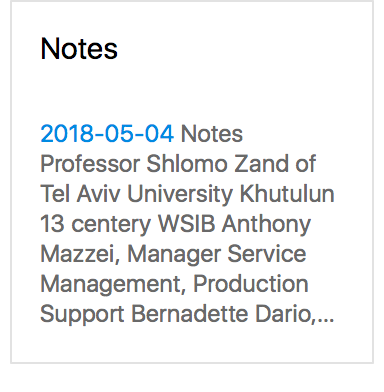 Notes
2018-05-04 Notes
Professor Shlomo Zand of
Tel Aviv University Khutulun
13 centery WSIB Anthony
Mazzei, Manager Service
Management, Production
Support Bernadette Dario,...